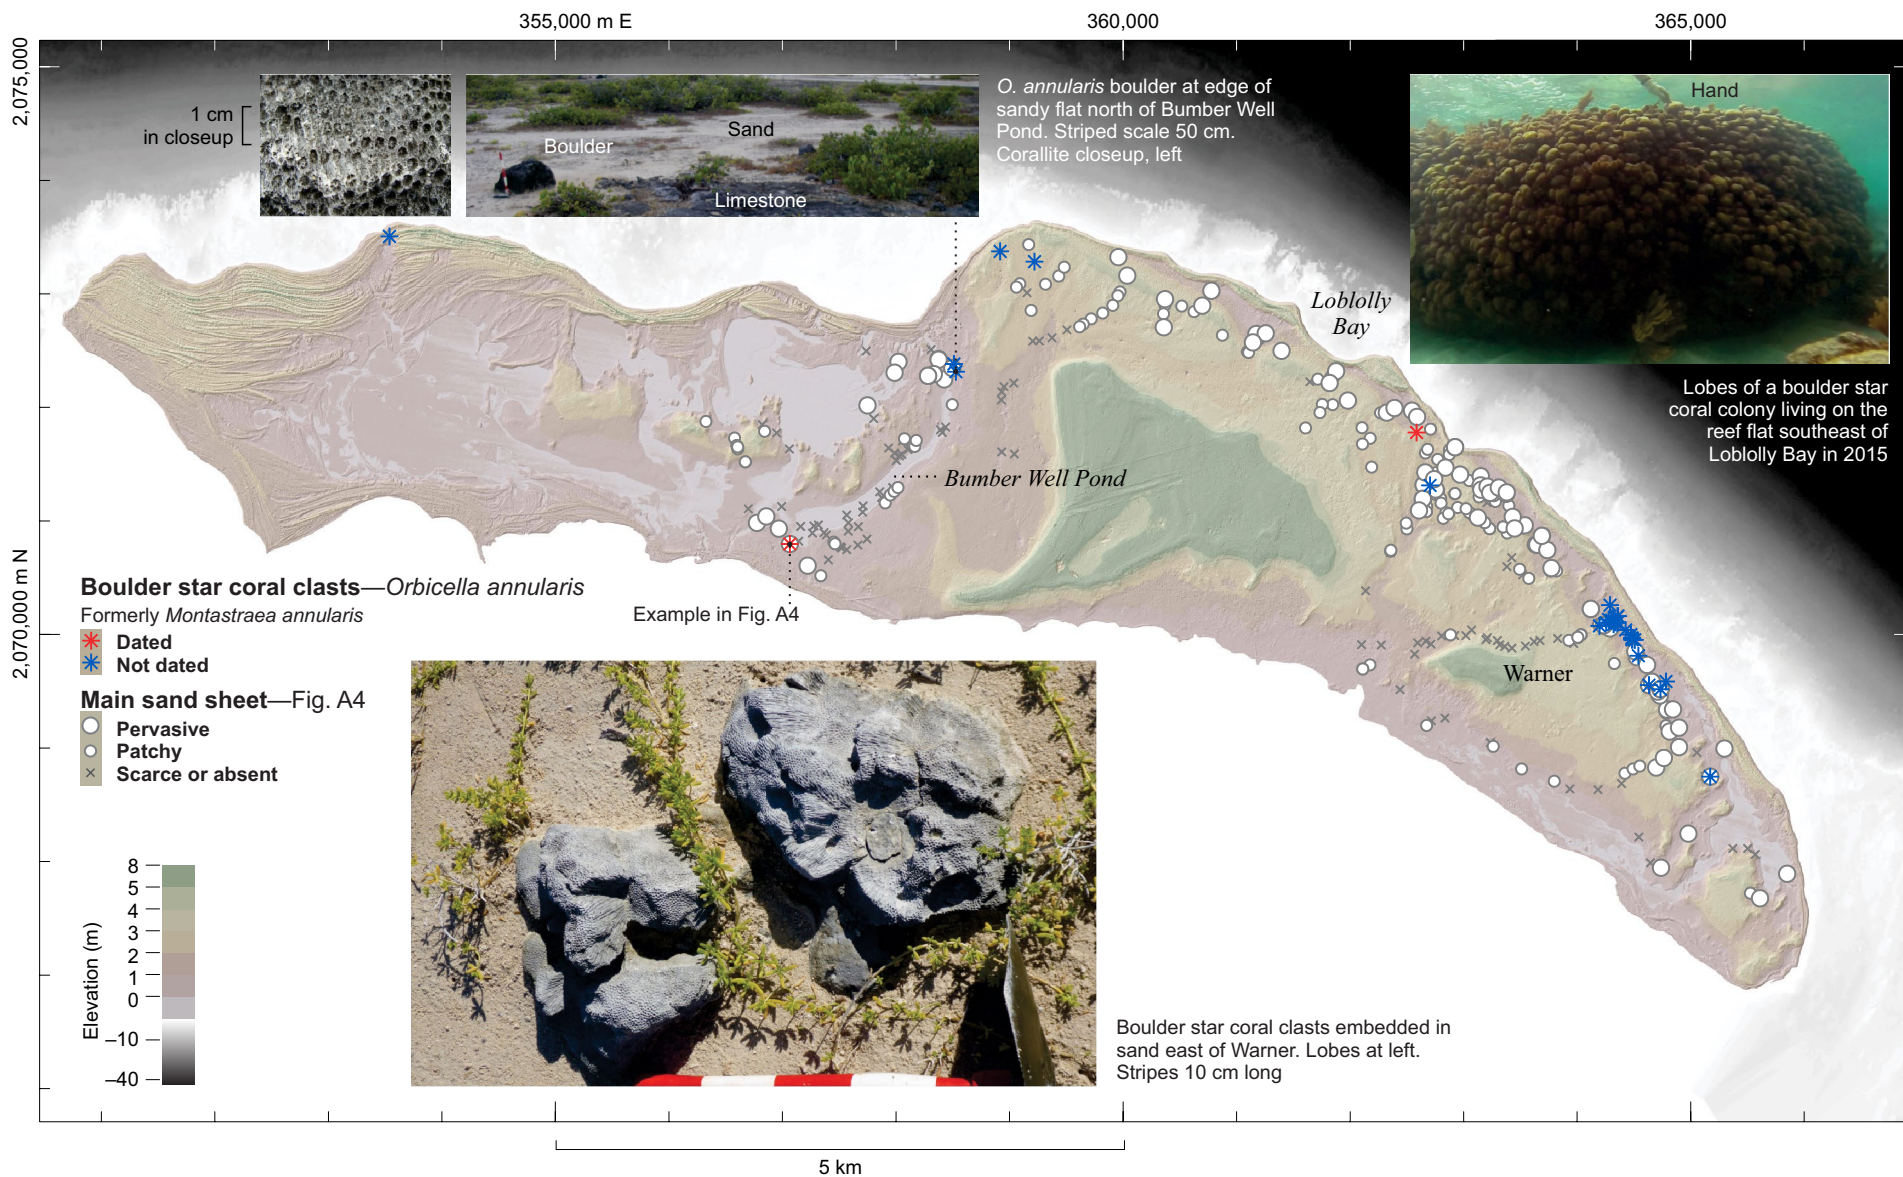 355,000 m E
360,000
365,000
2,075,000
2,070,000 m N
1 cm
in closeup
Boulder
Sand
Limestone
O. annularis boulder at edge of
sandy flat north of Bumber Well
Pond. Striped scale 50 cm.
Corallite closeup, left
Hand
Loblolly
Bay
Lobes of a boulder star
coral colony living on the
reef flat southeast of
Loblolly Bay in 2015
Bumber Well Pond
Example in Fig. A4
Warner
Boulder star coral clasts—Orbicella annularis
Formerly Montastraea annularis
Dated
Not dated
Main sand sheet—Fig. A4
Pervasive
Patchy
Scarce or absent
Elevation (m)
8
5
4
3
2
1
0
–10
–40
Boulder star coral clasts embedded in
sand east of Warner. Lobes at left.
Stripes 10 cm long
5 km